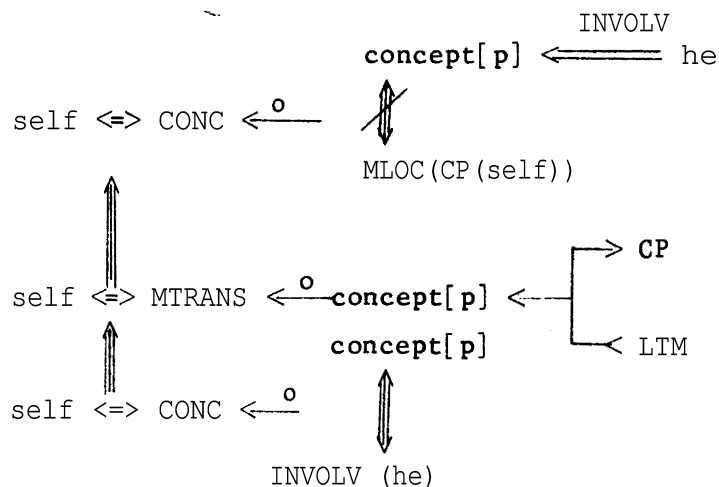 INVOLV
concept[p] he
self <=> CONC o
MLOC(CP(self))
CP
self <=> MTRANS o concept[p]
concept[p] LTM
self <=> CONC o
INVOLV (he)